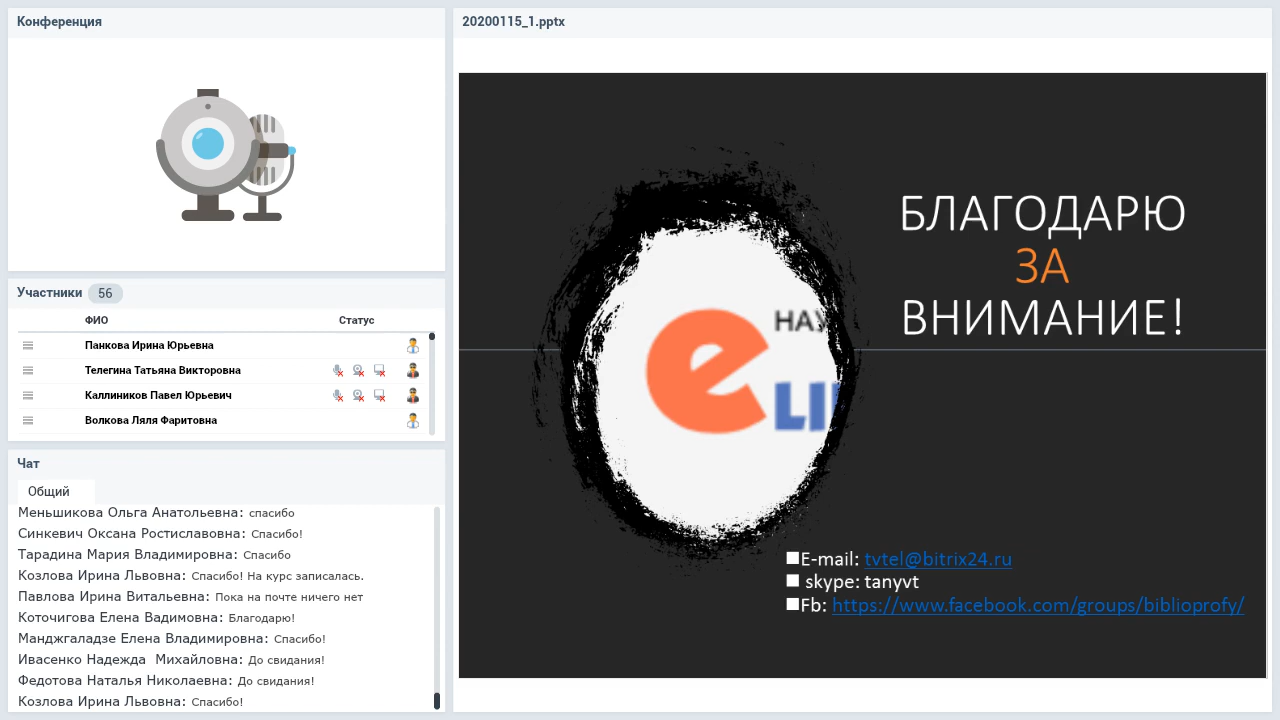 Конференция
Участники 56
ФИО Статус
Панкова Ирина Юрьевна
Телегина Татьяна Викторовна
Каллиников Павел Юрьевич
Волкова Ляля Фаритовна
Чат
Общий
Меньшикова Ольга Анатольевна: спасибо
Синкевич Оксана Ростиславовна: Спасибо!
Тарадина Мария Владимировна: Спасибо
Козлова Ирина Львовна: Спасибо! На курс записалась.
Павлова Ирина Витальевна: Пока на почте ничего нет
Коточигова Елена Вадимовна: Благодарю!
Манджгаладзе Елена Владимировна: Спасибо!
Ивасенко Надежда  Михайловна: До свидания!
Федотова Наталья Николаевна: До свидания!
Козлова Ирина Львовна: Спасибо!
20200115_1.pptx
БЛАГОДАРЮ
ЗА
ВНИМАНИЕ!
НАУ
e LI
E-mail: tvtel@bitrix24.ru
skype: tanyvt
Fb: https://www.facebook.com/groups/biblioprofy/